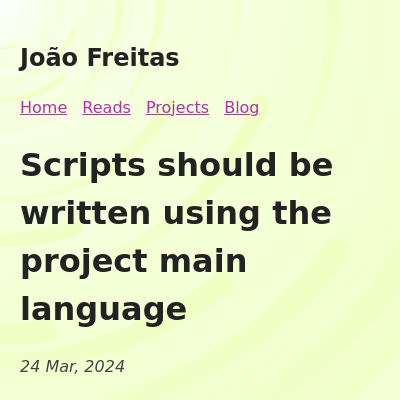 João Freitas
Home Reads Projects Blog
Scripts should be
written using the
project main
language
24 Mar, 2024